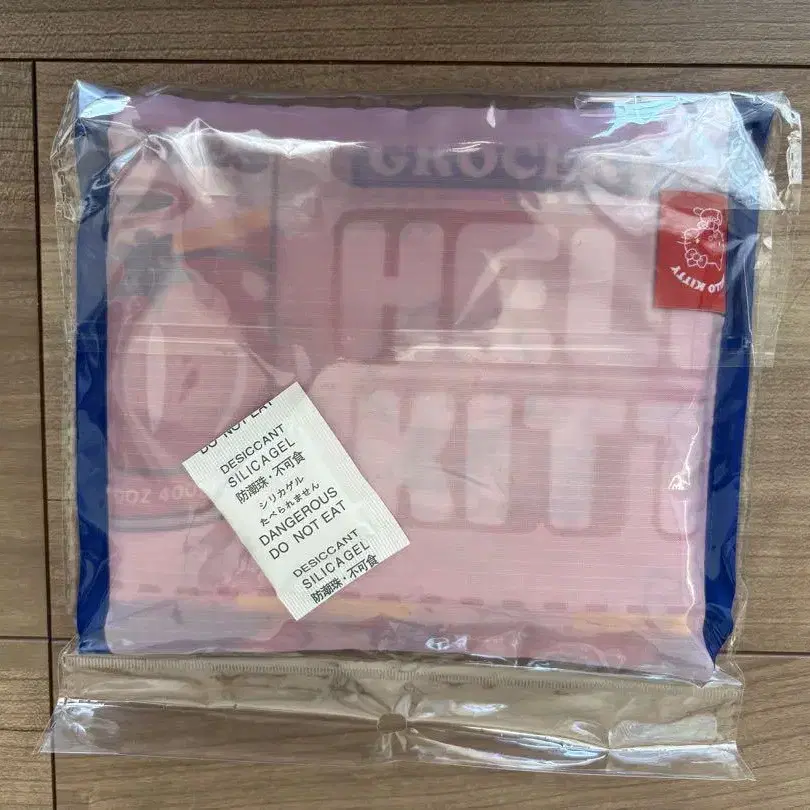 GROCE
HEL
KITT
LO KITTY
OZ 400
DO NOT EAT
DESICCANT
SILICAGEL
防潮珠・不可食
シリカゲル
たべられません
DANGEROUS
DO NOT EAT
DESICCANT
SILICAGEL
防潮珠・不可食